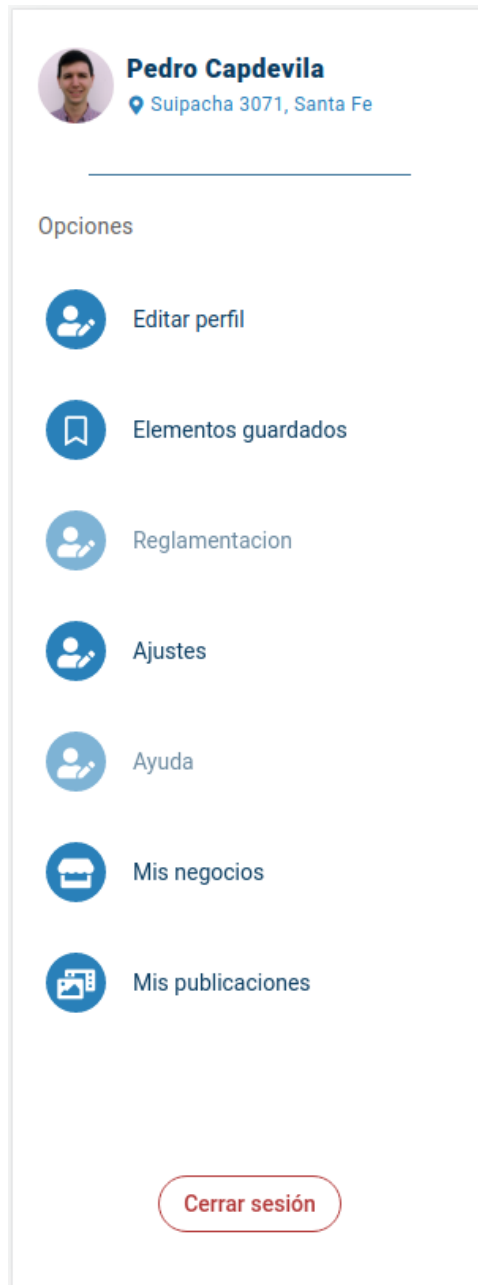 Pedro Capdevila
Suipacha 3071, Santa Fe
Opciones
Editar perfil
Elementos guardados
Reglamentacion
Ajustes
Ayuda
Mis negocios
Mis publicaciones
Cerrar sesión